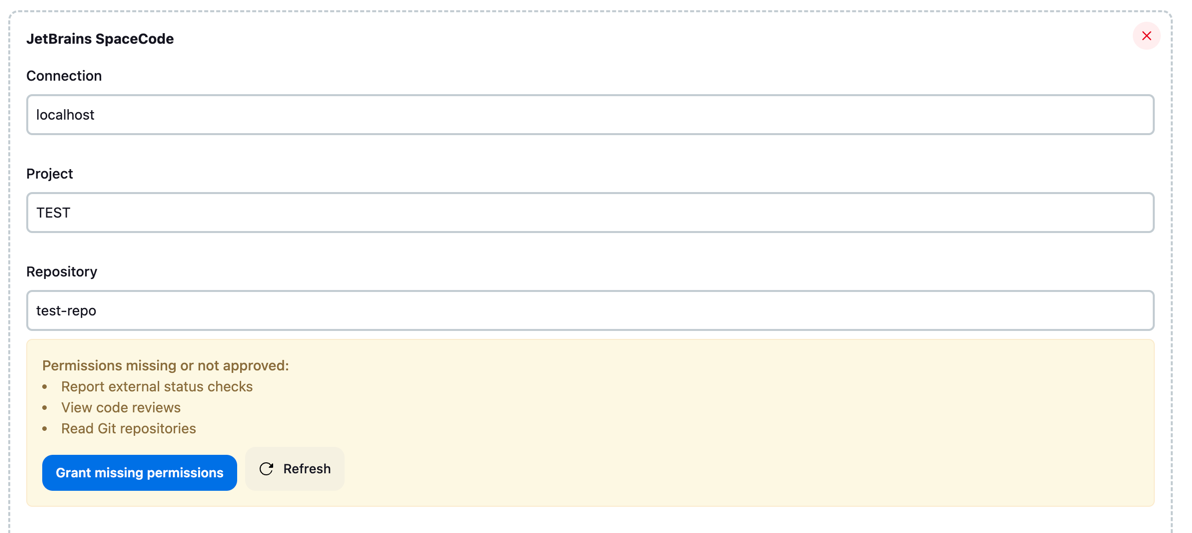 JetBrains SpaceCode
Connection
localhost
Project
TEST
Repository
test-repo
Permissions missing or not approved:
• Report external status checks
• View code reviews
• Read Git repositories
Grant missing permissions
Refresh